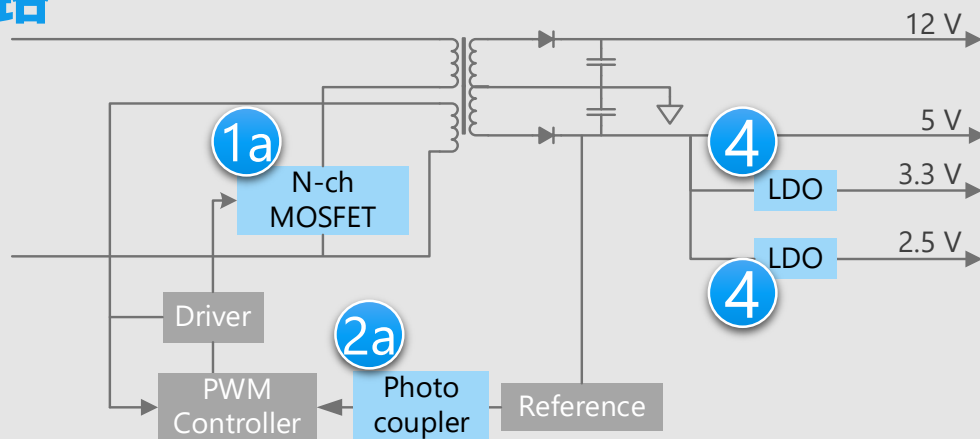 12 V
5 V
1a
4
N-ch
MOSFET
LDO
3.3 V
LDO
2.5 V
4
Driver
2a
PWM
Controller
Photo
coupler
Reference